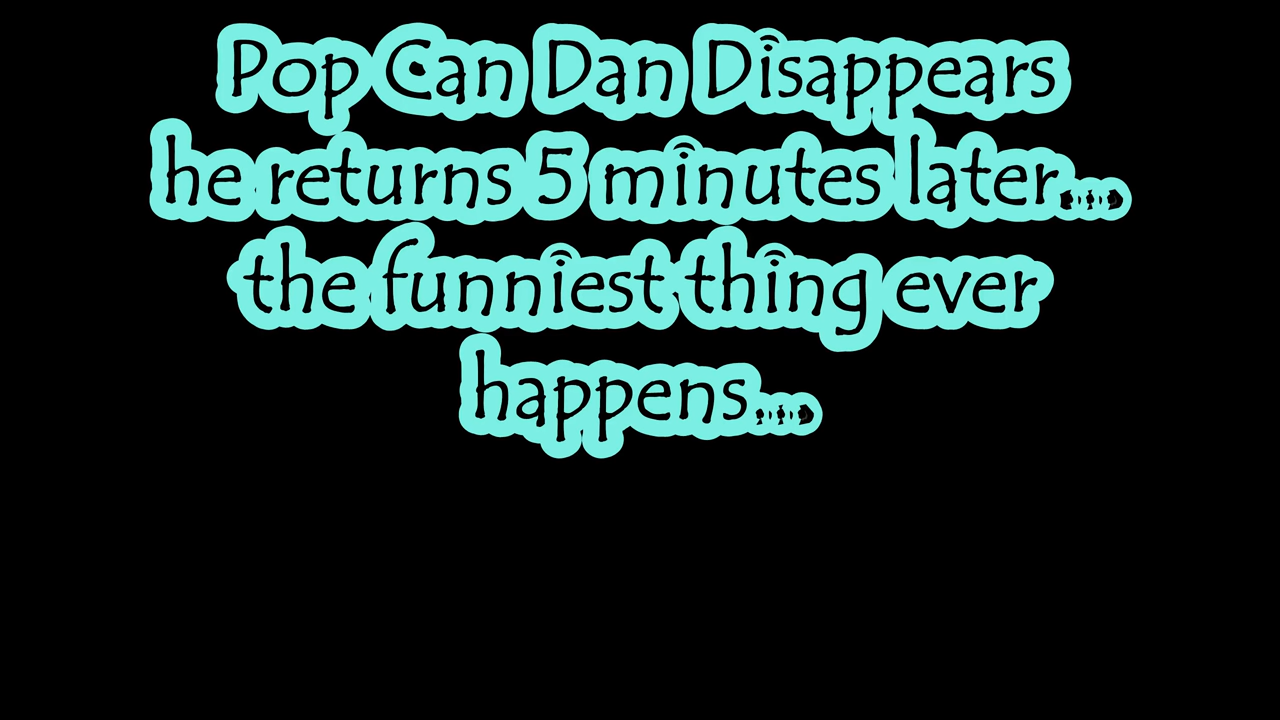 Pop Can Dan Disappears
he returns 5 minutes later...
the funniest thing ever
happens...